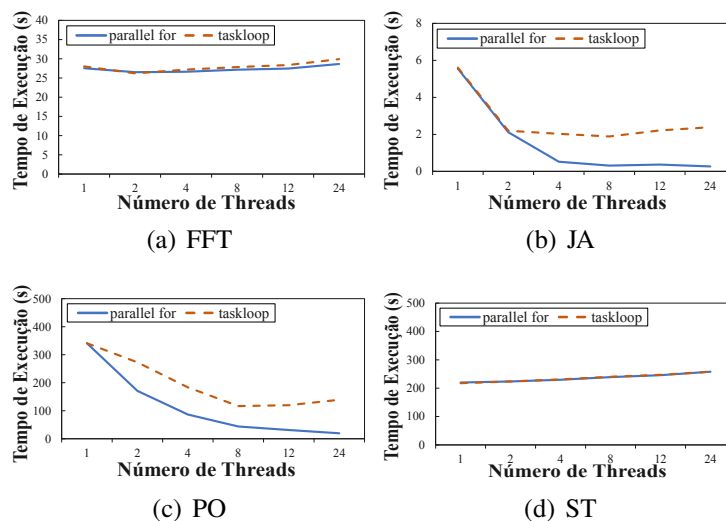 Tempo de Execução (s)
35
30
25
20
15
10
5
0
parallel for
taskloop
1 2 4 8 12 24
Número de Threads
(a) FFT
Tempo de Execução (s)
8
6
4
2
0
parallel for
taskloop
1 2 4 8 12 24
Número de Threads
(b) JA
Tempo de Execução (s)
500
400
300
200
100
0
parallel for
taskloop
1 2 4 8 12 24
Número de Threads
(c) PO
Tempo de Execução (s)
500
400
300
200
100
0
parallel for
taskloop
1 2 4 8 12 24
Número de Threads
(d) ST